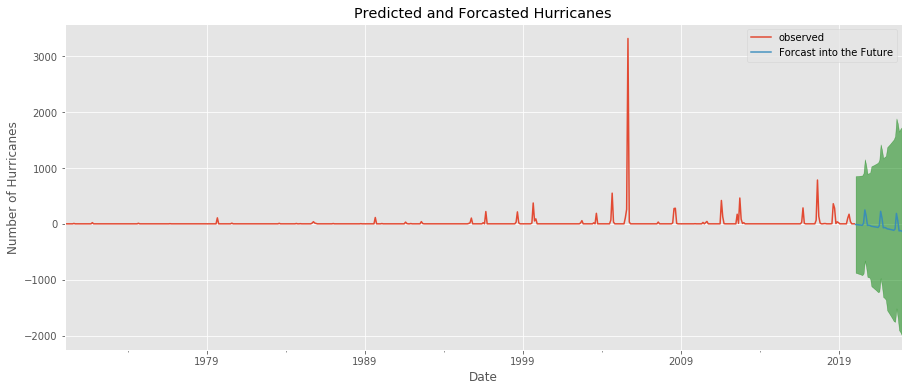 Predicted and Forcasted Hurricanes
observed
Forcast into the Future
Number of Hurricanes
3000
2000
1000
0
−1000
−2000
1979
1989
1999
2009
2019
Date